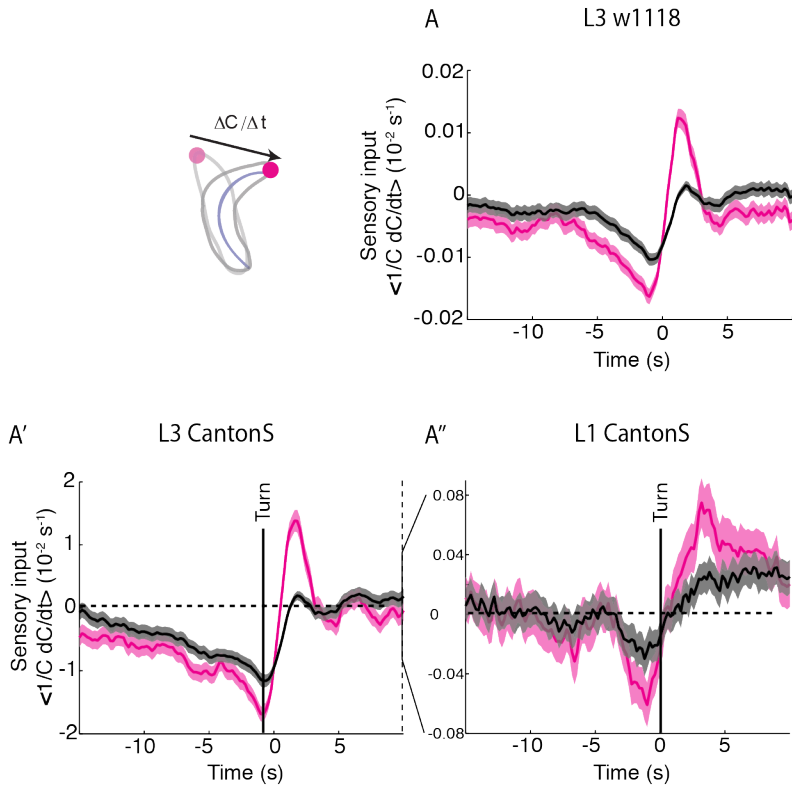 A
L3 w1118
ΔC/Δt
Sensory input
<1/C dC/dt> (10⁻² s⁻¹)
0.02
0.01
0
-0.01
-0.02
-10
-5
0
5
Time (s)
A′
L3 CantonS
Sensory input
<1/C dC/dt> (10⁻² s⁻¹)
2
1
0
-1
-2
Turn
-10
-5
0
5
Time (s)
A″
L1 CantonS
0.08
0.04
0
-0.04
-0.08
Turn
-10
-5
0
5
Time (s)